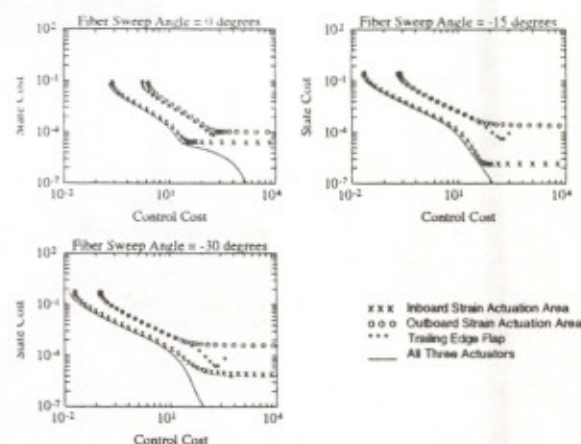 Fiber Sweep Angle = 0 degrees
10²
10⁻¹
10⁻⁴
10⁻⁷
State Cost
10⁻²
10¹
10⁴
Control Cost
Fiber Sweep Angle = -15 degrees
10²
10⁻¹
10⁻⁴
10⁻⁷
State Cost
10⁻²
10¹
10⁴
Control Cost
Fiber Sweep Angle = -30 degrees
10²
10⁻¹
10⁻⁴
10⁻⁷
State Cost
10⁻²
10¹
10⁴
Control Cost
x x x Inboard Strain Actuation Area
o o o Outboard Strain Actuation Area
* * * Trailing Edge Flap
All Three Actuators